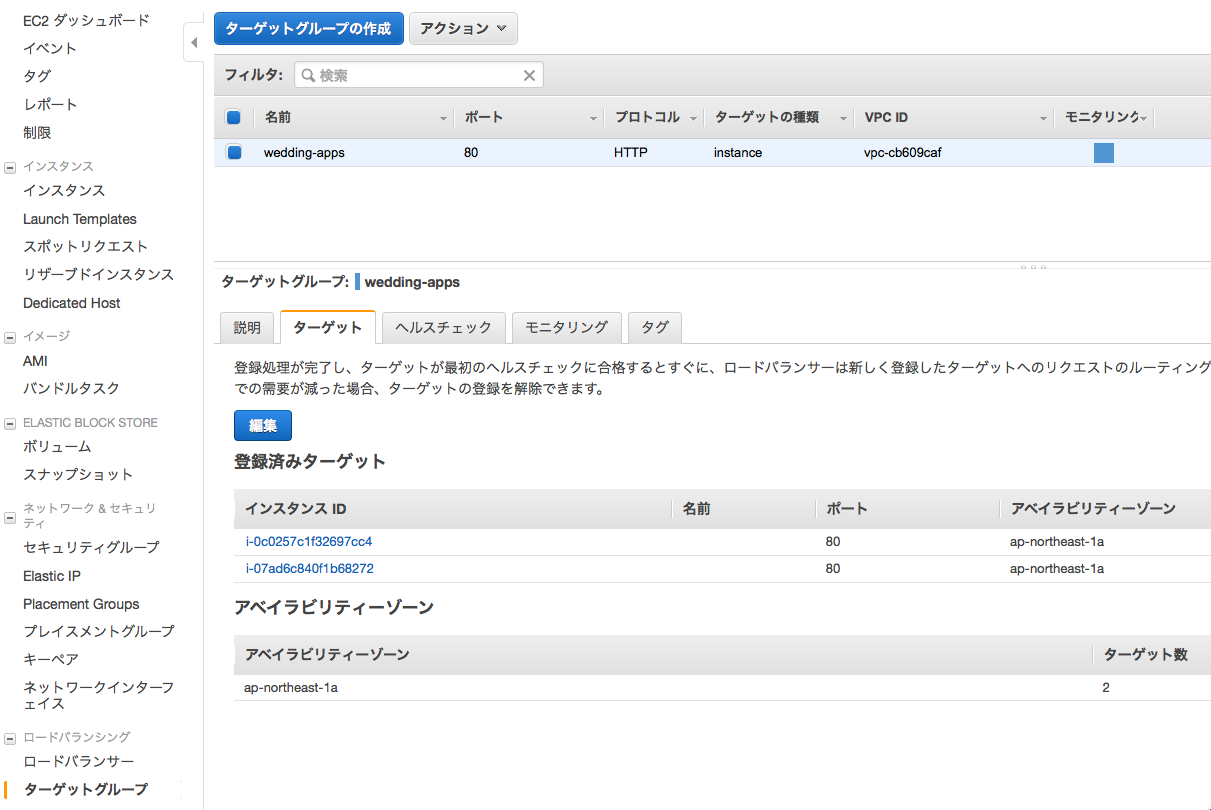 EC2 ダッシュボード
イベント
タグ
レポート
制限
インスタンス
インスタンス
Launch Templates
スポットリクエスト
リザーブドインスタンス
Dedicated Host
イメージ
AMI
バンドルタスク
ELASTIC BLOCK STORE
ボリューム
スナップショット
ネットワーク & セキュリ
ティ
セキュリティグループ
Elastic IP
Placement Groups
プレイスメントグループ
キーペア
ネットワークインターフ
ェイス
ロードバランシング
ロードバランサー
ターゲットグループ
ターゲットグループの作成 アクション
フィルタ: 検索
名前 ポート プロトコル ターゲットの種類 VPC ID モニタリング
wedding-apps 80 HTTP instance vpc-cb609caf
ターゲットグループ: wedding-apps
説明 ターゲット ヘルスチェック モニタリング タグ
登録処理が完了し、ターゲットが最初のヘルスチェックに合格するとすぐに、ロードバランサーは新しく登録したターゲットへのリクエストのルーティング
での需要が減った場合、ターゲットの登録を解除できます。
編集
登録済みターゲット
インスタンス ID 名前 ポート アベイラビリティーゾーン
i-0c0257c1f32697cc4 80 ap-northeast-1a
i-07ad6c840f1b68272 80 ap-northeast-1a
アベイラビリティーゾーン
アベイラビリティーゾーン ターゲット数
ap-northeast-1a 2